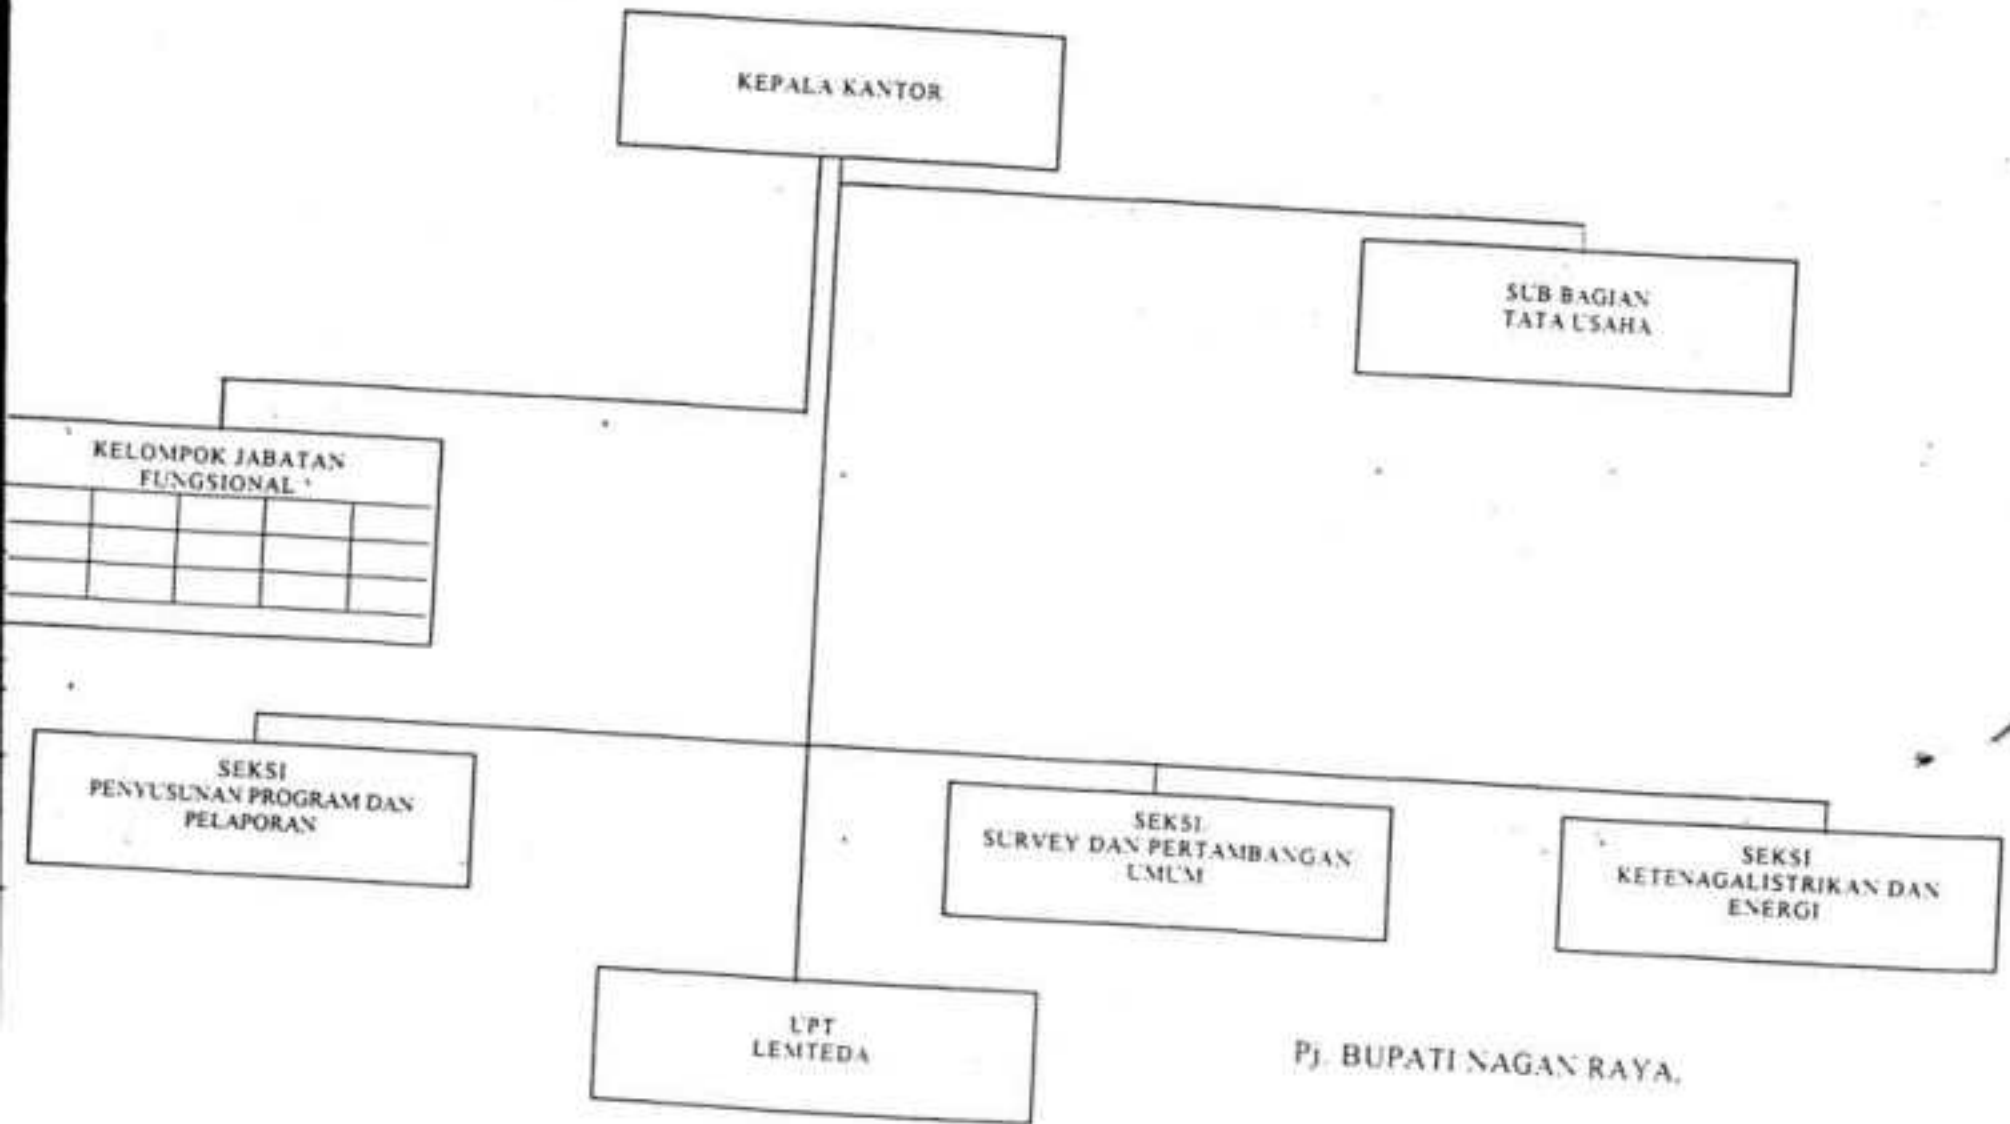 KEPALA KANTOR
SUB BAGIAN
TATA USAHA
KELOMPOK JABATAN
FUNGSIONAL
SEKSI
PENYUSUNAN PROGRAM DAN
PELAPORAN
SEKSI
SURVEY DAN PERTAMBANGAN
UMUM
SEKSI
KETENAGALISTRIKAN DAN
ENERGI
UPT
LEMTEDA
Pj. BUPATI NAGAN RAYA,